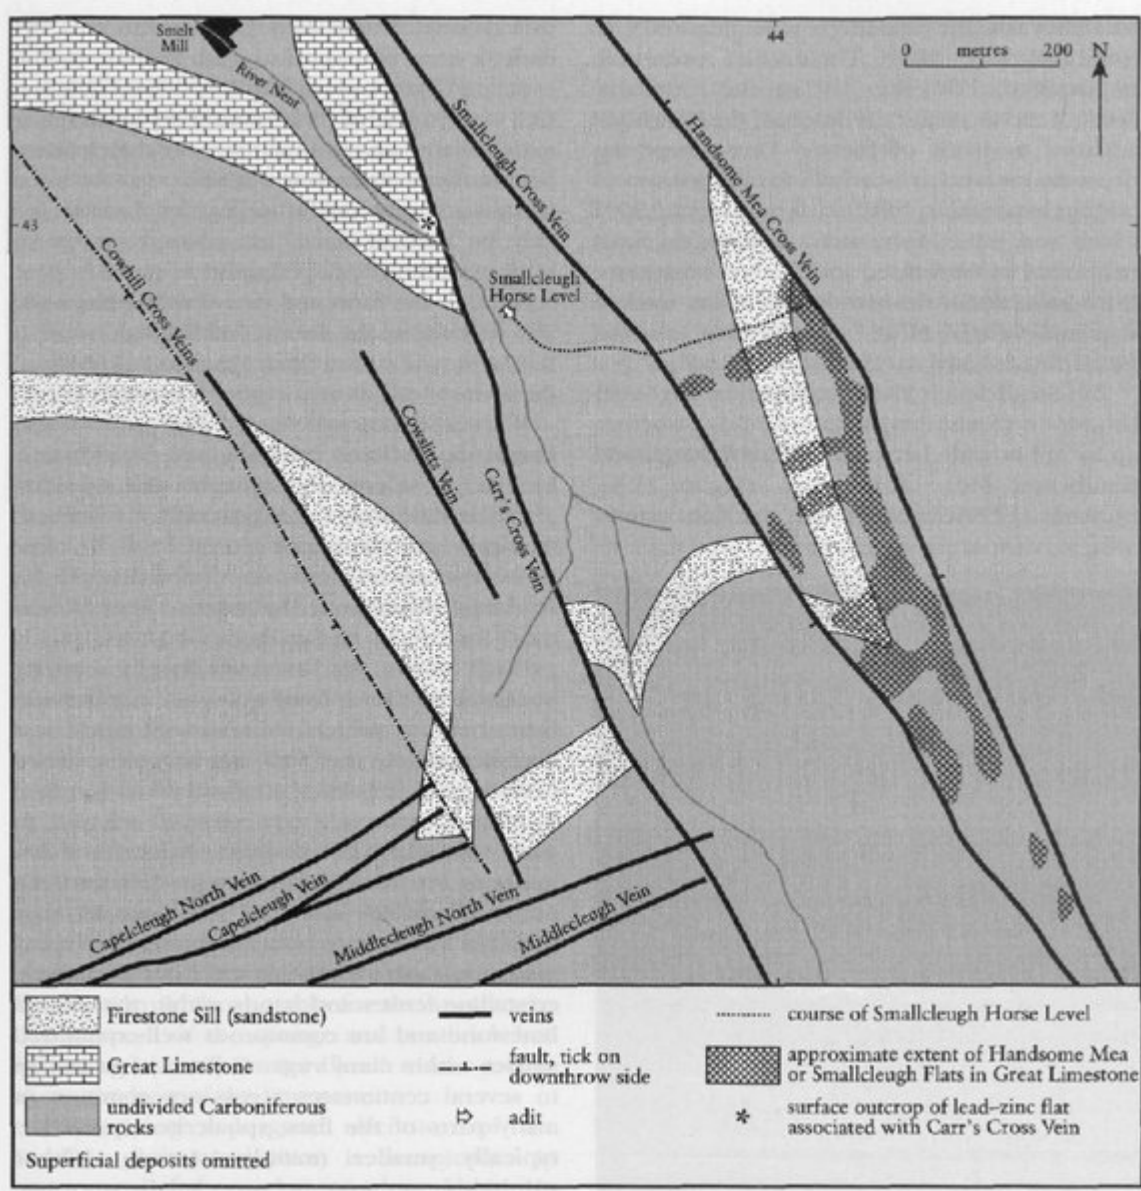 Smelt
Mill
River Nent
44
0 metres 200 N
Smallcleugh Cross Vein
Handsome Mea Cross Vein
43
Cowhill Cross Veins
Smallcleugh
Horse Level
Cowslitts Vein
Carr's Cross Vein
Capelcleugh North Vein
Capelcleugh Vein
Middlecleugh North Vein
Middlecleugh Vein
Firestone Sill (sandstone)
Great Limestone
undivided Carboniferous
rocks
Superficial deposits omitted
veins
fault, tick on
downthrow side
adit
course of Smallcleugh Horse Level
approximate extent of Handsome Mea
or Smallcleugh Flats in Great Limestone
surface outcrop of lead–zinc flat
associated with Carr's Cross Vein